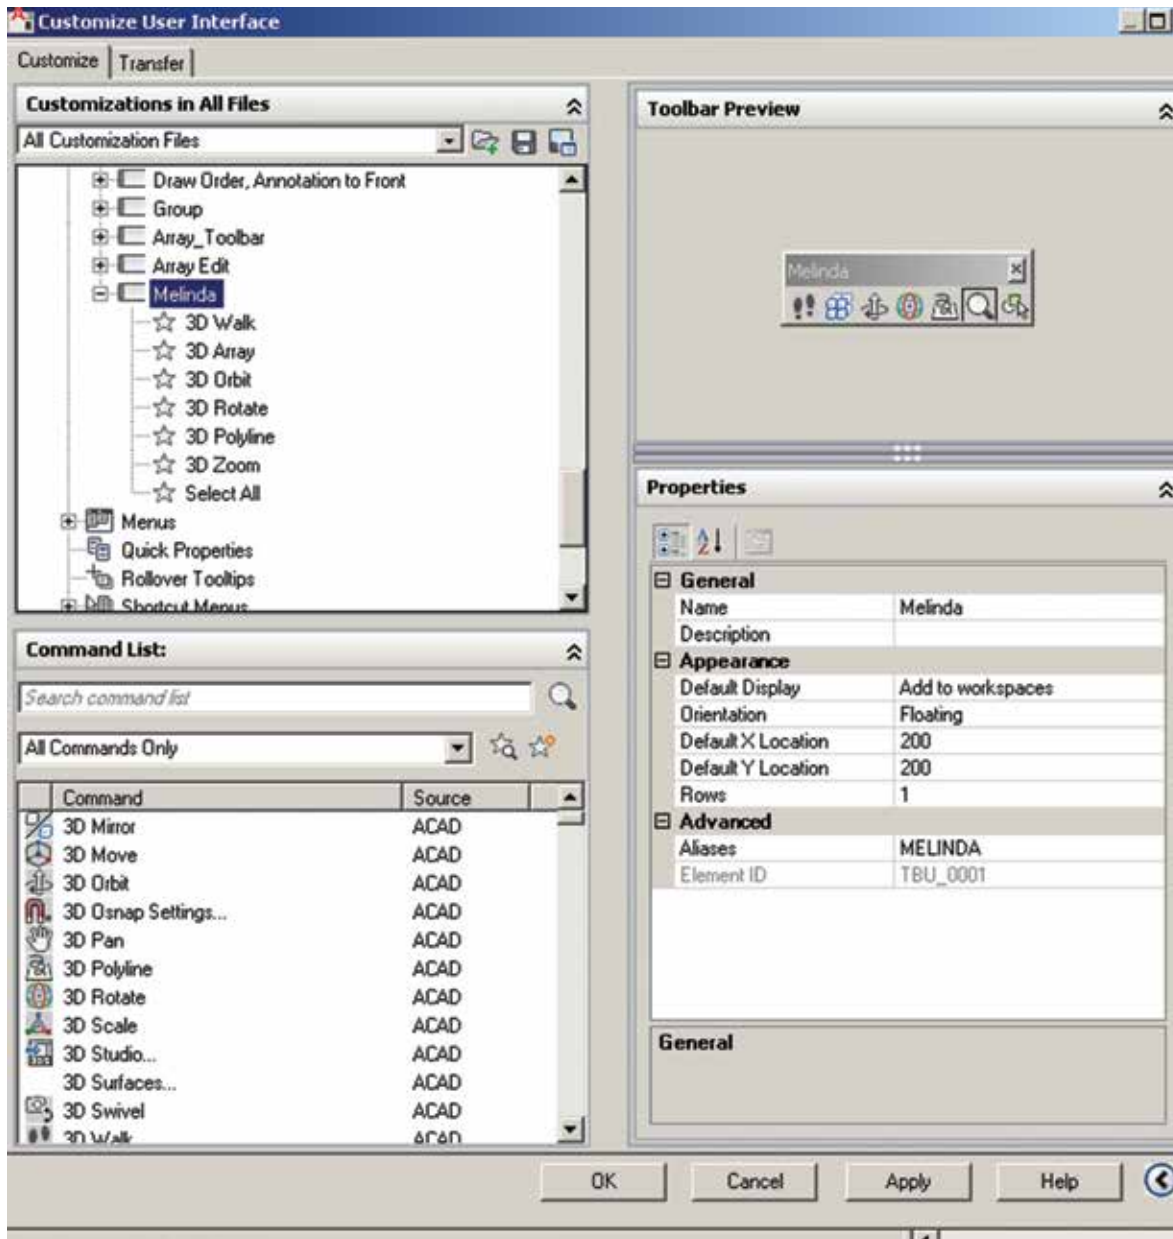 Customize User Interface
Customize
Transfer
Customizations in All Files
All Customization Files
Draw Order, Annotation to Front
Group
Array_Toolbar
Array Edit
Melinda
3D Walk
3D Array
3D Orbit
3D Rotate
3D Polyline
3D Zoom
Select All
Menus
Quick Properties
Rollover Tooltips
Shortcut Menus
Command List:
Search command list
All Commands Only
Command Source
3D Mirror ACAD
3D Move ACAD
3D Orbit ACAD
3D Osnap Settings... ACAD
3D Pan ACAD
3D Polyline ACAD
3D Rotate ACAD
3D Scale ACAD
3D Studio... ACAD
3D Surfaces... ACAD
3D Swivel ACAD
3D Walk ACAD
Toolbar Preview
Melinda
Properties
General
Name Melinda
Description
Appearance
Default Display Add to workspaces
Orientation Floating
Default X Location 200
Default Y Location 200
Rows 1
Advanced
Aliases MELINDA
Element ID TBU_0001
General
OK
Cancel
Apply
Help